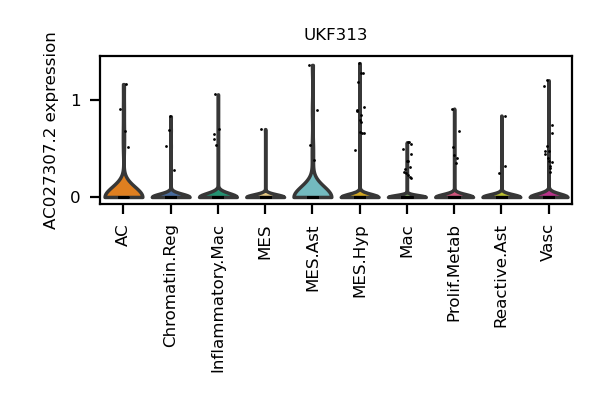 UKF313
AC027307.2 expression
1
0
AC
Chromatin.Reg
Inflammatory.Mac
MES
MES.Ast
MES.Hyp
Mac
Prolif.Metab
Reactive.Ast
Vasc